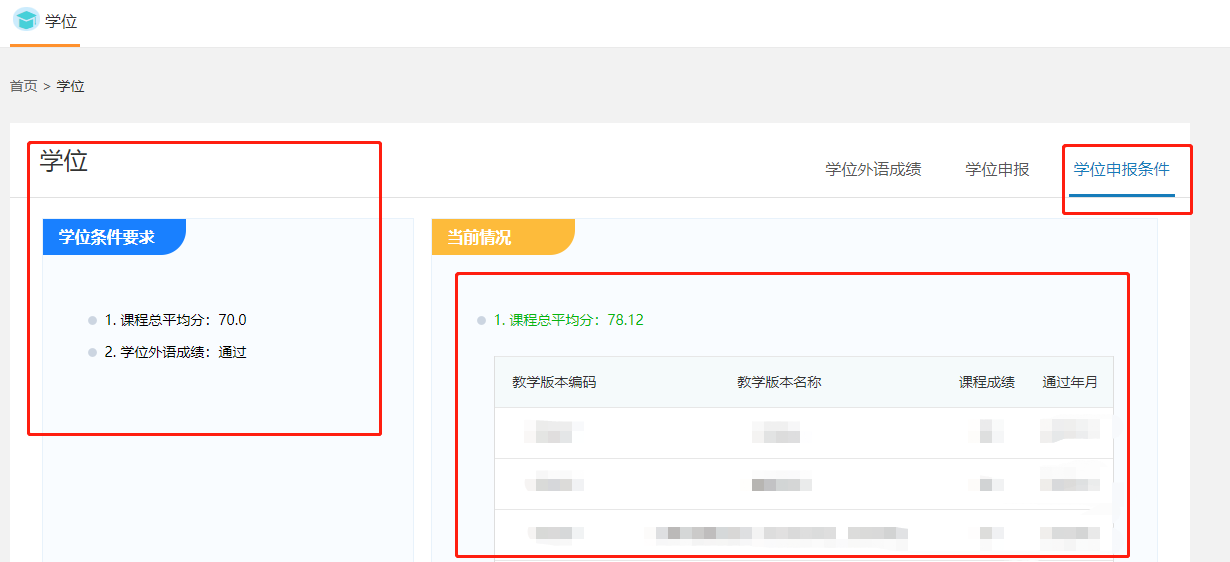 学位
首页 > 学位
学位
学位外语成绩 学位申报 学位申报条件
学位条件要求
1. 课程总平均分：70.0
2. 学位外语成绩：通过
当前情况
1. 课程总平均分：78.12
教学版本编码 教学版本名称 课程成绩 通过年月